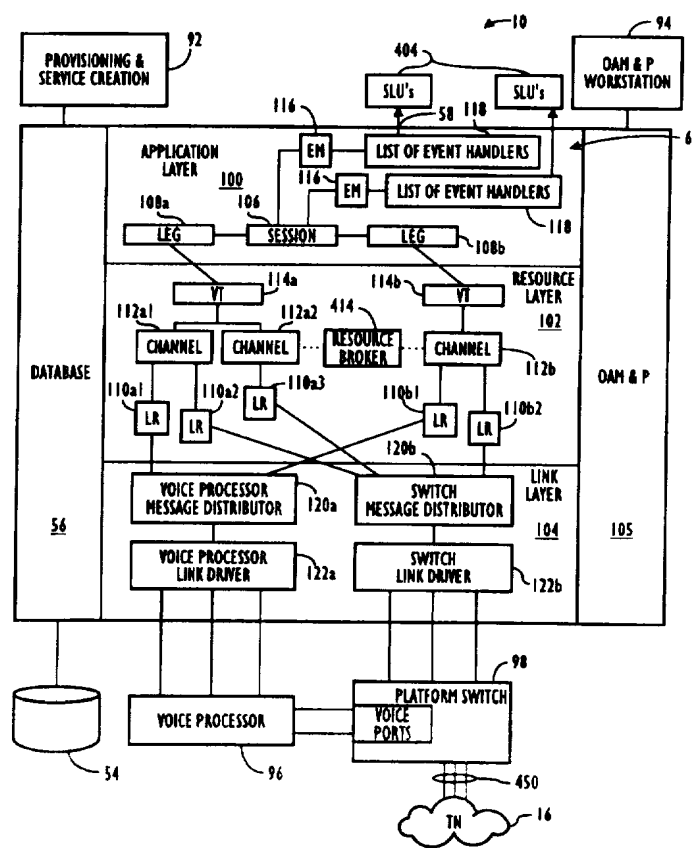 10
92
94
PROVISIONING &
SERVICE CREATION
404
OAM & P
WORKSTATION
SLU's
SLU's
116
58
118
6
APPLICATION
LAYER
EM
LIST OF EVENT HANDLERS
100
116
EM
LIST OF EVENT HANDLERS
108a
106
118
LEG
SESSION
LEG
108b
114a
114b
RESOURCE
LAYER
VT
VT
102
112a1
112a2
414
CHANNEL
CHANNEL
RESOURCE
BROKER
CHANNEL
112b
DATABASE
OAM & P
110a1
110a2
110a3
110b1
110b2
LR
LR
LR
LR
LR
120b
LINK
LAYER
VOICE PROCESSOR
MESSAGE DISTRIBUTOR
120a
SWITCH
MESSAGE DISTRIBUTOR
56
104
105
VOICE PROCESSOR
LINK DRIVER
122a
SWITCH
LINK DRIVER
122b
98
PLATFORM SWITCH
VOICE PROCESSOR
VOICE
PORTS
54
96
450
TN
16